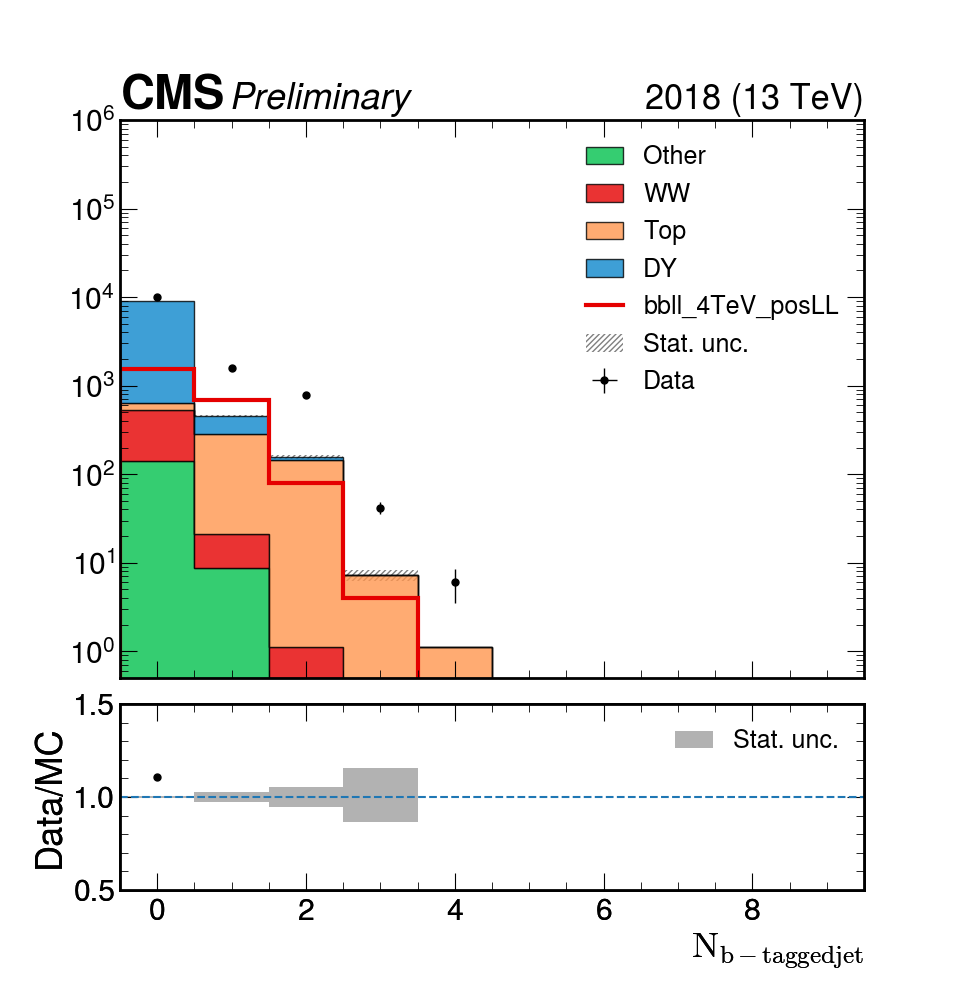 CMS Preliminary 2018 (13 TeV)
10^6
10^5
10^4
10^3
10^2
10^1
10^0
Other
WW
Top
DY
bbll_4TeV_posLL
Stat. unc.
Data
1.5
1.0
0.5
Data/MC
Stat. unc.
0 2 4 6 8
N_{b-taggedjet}